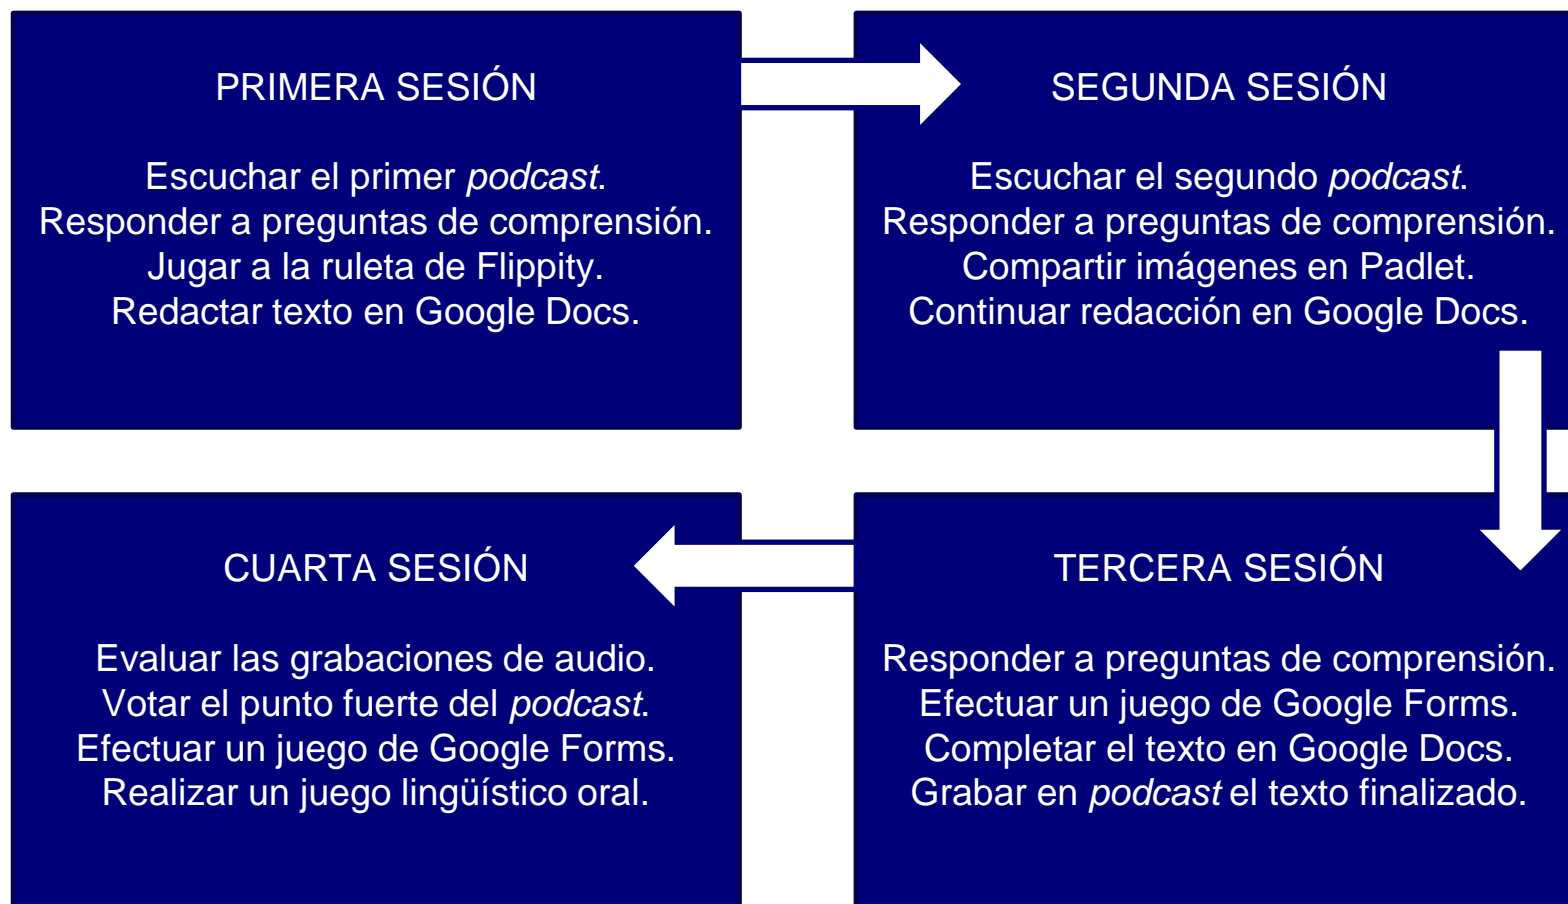 PRIMERA SESIÓN
Escuchar el primer podcast.
Responder a preguntas de comprensión.
Jugar a la ruleta de Flippity.
Redactar texto en Google Docs.
SEGUNDA SESIÓN
Escuchar el segundo podcast.
Responder a preguntas de comprensión.
Compartir imágenes en Padlet.
Continuar redacción en Google Docs.
TERCERA SESIÓN
Responder a preguntas de comprensión.
Efectuar un juego de Google Forms.
Completar el texto en Google Docs.
Grabar en podcast el texto finalizado.
CUARTA SESIÓN
Evaluar las grabaciones de audio.
Votar el punto fuerte del podcast.
Efectuar un juego de Google Forms.
Realizar un juego lingüístico oral.